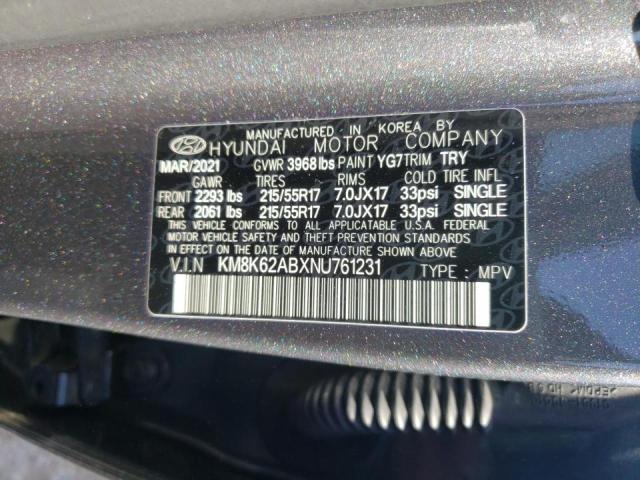 MANUFACTURED IN KOREA BY
HYUNDAI MOTOR COMPANY
MAR/2021 GVWR 3968 lbs PAINT YG7 TRIM TRY
GAWR TIRES RIMS COLD TIRE INFL
FRONT 2293 lbs 215/55R17 7.0JX17 33psi SINGLE
REAR 2061 lbs 215/55R17 7.0JX17 33psi SINGLE
THIS VEHICLE CONFORMS TO ALL APPLICABLE U.S.A. FEDERAL
MOTOR VEHICLE SAFETY, BUMPER, AND THEFT PREVENTION
STANDARDS IN EFFECT ON THE DATE OF MANUFACTURE SHOWN ABOVE.
V.I.N KM8K62ABXNU761231 TYPE : MPV